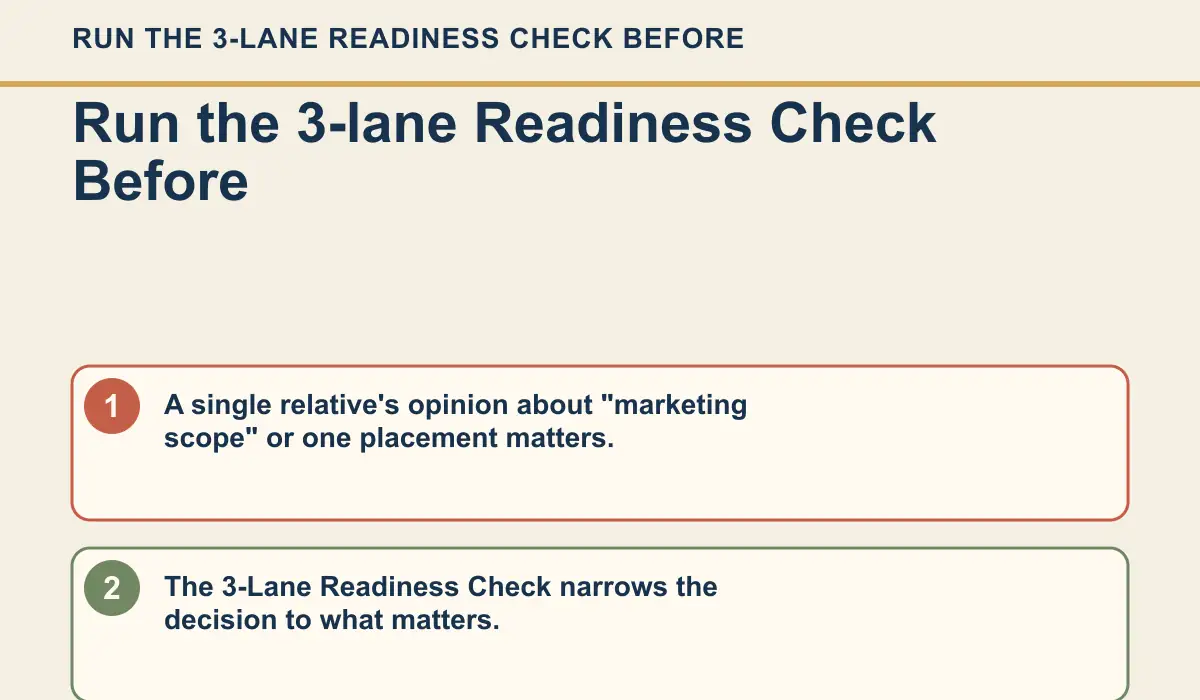 RUN THE 3-LANE READINESS CHECK BEFORE
Run the 3-lane Readiness Check
Before
1
A single relative's opinion about "marketing
scope" or one placement matters.
2
The 3-Lane Readiness Check narrows the
decision to what matters.